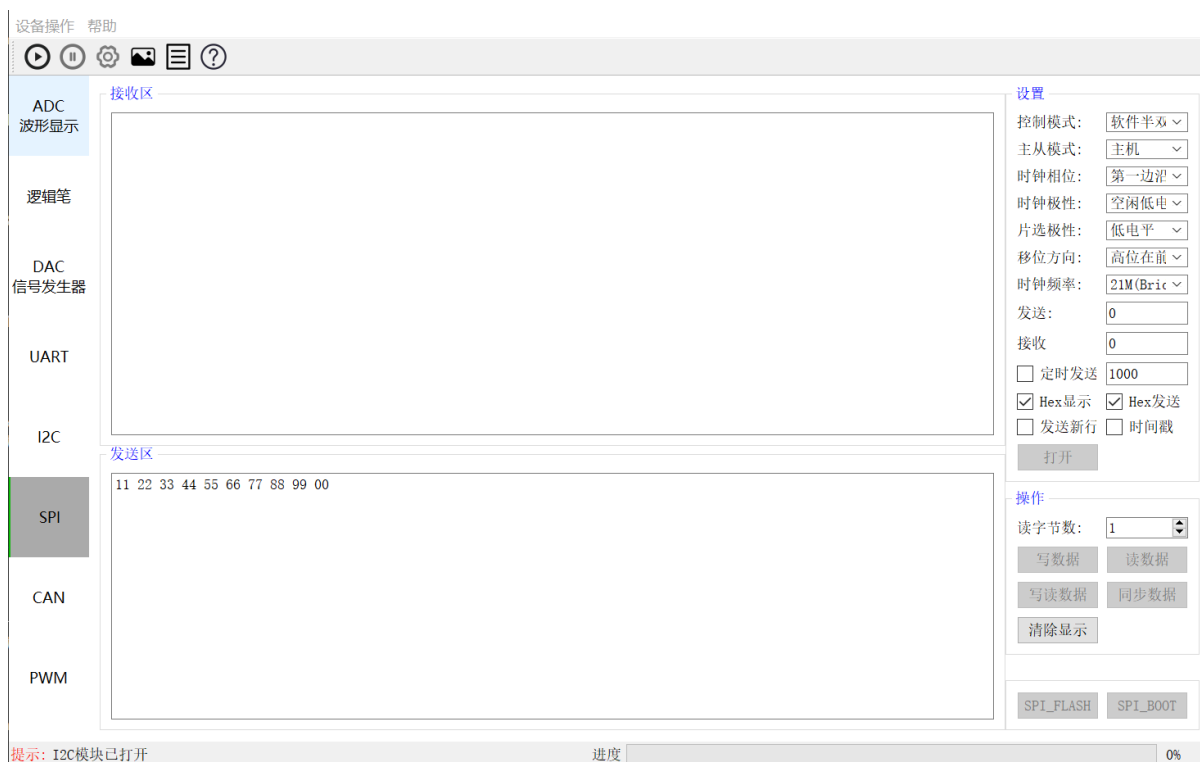 设备操作 帮助
ADC
波形显示
逻辑笔
DAC
信号发生器
UART
I2C
SPI
CAN
PWM
接收区
发送区
11 22 33 44 55 66 77 88 99 00
设置
控制模式: 软件半双
主从模式: 主机
时钟相位: 第一边沿
时钟极性: 空闲低电
片选极性: 低电平
移位方向: 高位在前
时钟频率: 21M(Bric
发送: 0
接收 0
定时发送 1000
Hex显示 Hex发送
发送新行 时间戳
打开
操作
读字节数: 1
写数据 读数据
写读数据 同步数据
清除显示
SPI_FLASH SPI_BOOT
提示: I2C模块已打开 进度 0%